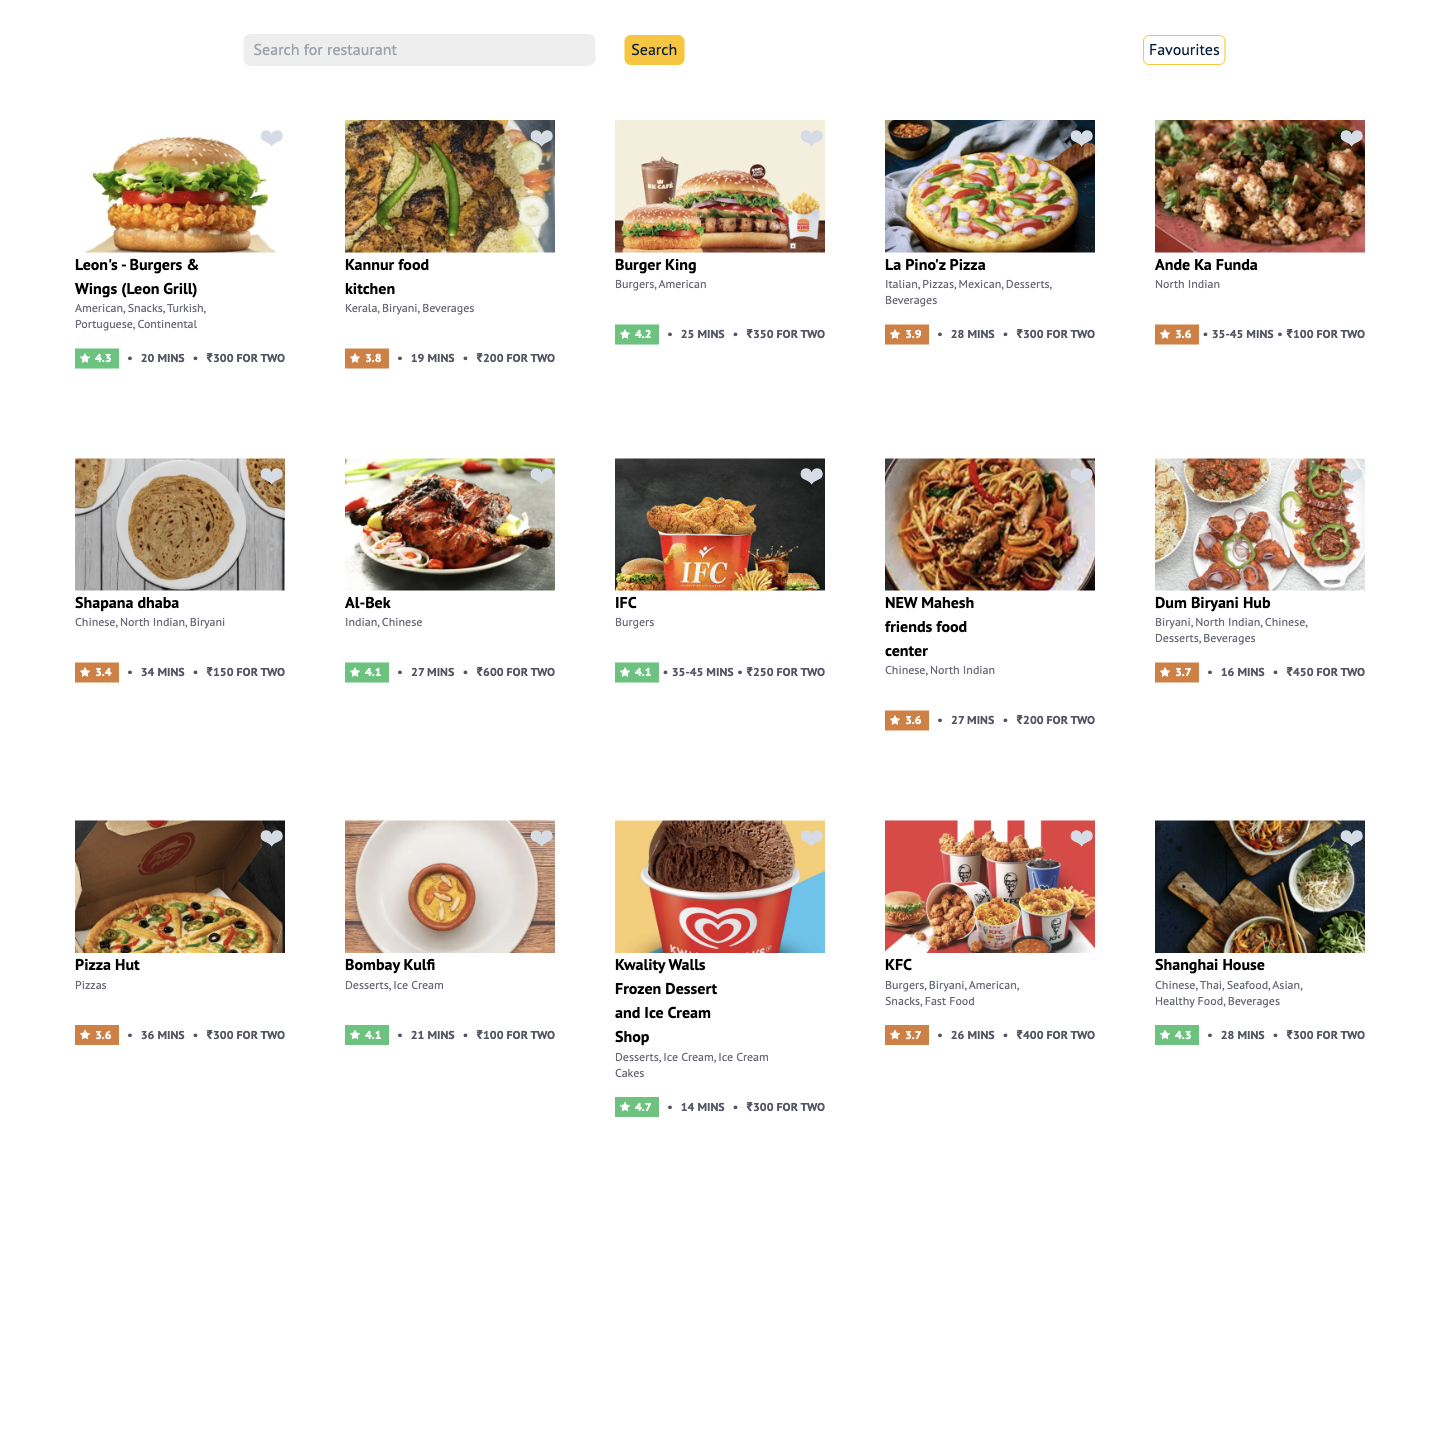 Search for restaurant
Search
Favourites
Leon's - Burgers &
Wings (Leon Grill)
American, Snacks, Turkish,
Portuguese, Continental
4.3 • 20 MINS • ₹300 FOR TWO
Kannur food
kitchen
Kerala, Biryani, Beverages
3.8 • 19 MINS • ₹200 FOR TWO
Burger King
Burgers, American
4.2 • 25 MINS • ₹350 FOR TWO
La Pino'z Pizza
Italian, Pizzas, Mexican, Desserts,
Beverages
3.9 • 28 MINS • ₹300 FOR TWO
Ande Ka Funda
North Indian
3.6 • 35-45 MINS • ₹100 FOR TWO
Shapana dhaba
Chinese, North Indian, Biryani
3.4 • 34 MINS • ₹150 FOR TWO
Al-Bek
Indian, Chinese
4.1 • 27 MINS • ₹600 FOR TWO
IFC
IFC
Burgers
4.1 • 35-45 MINS • ₹250 FOR TWO
NEW Mahesh
friends food
center
Chinese, North Indian
3.6 • 27 MINS • ₹200 FOR TWO
Dum Biryani Hub
Biryani, North Indian, Chinese,
Desserts, Beverages
3.7 • 16 MINS • ₹450 FOR TWO
Pizza Hut
Pizzas
3.6 • 36 MINS • ₹300 FOR TWO
Bombay Kulfi
Desserts, Ice Cream
4.1 • 21 MINS • ₹100 FOR TWO
Kwality Walls
Frozen Dessert
and Ice Cream
Shop
Desserts, Ice Cream, Ice Cream
Cakes
4.7 • 14 MINS • ₹300 FOR TWO
KFC
KFC
KFC
Burgers, Biryani, American,
Snacks, Fast Food
3.7 • 26 MINS • ₹400 FOR TWO
Shanghai House
Chinese, Thai, Seafood, Asian,
Healthy Food, Beverages
4.3 • 28 MINS • ₹300 FOR TWO